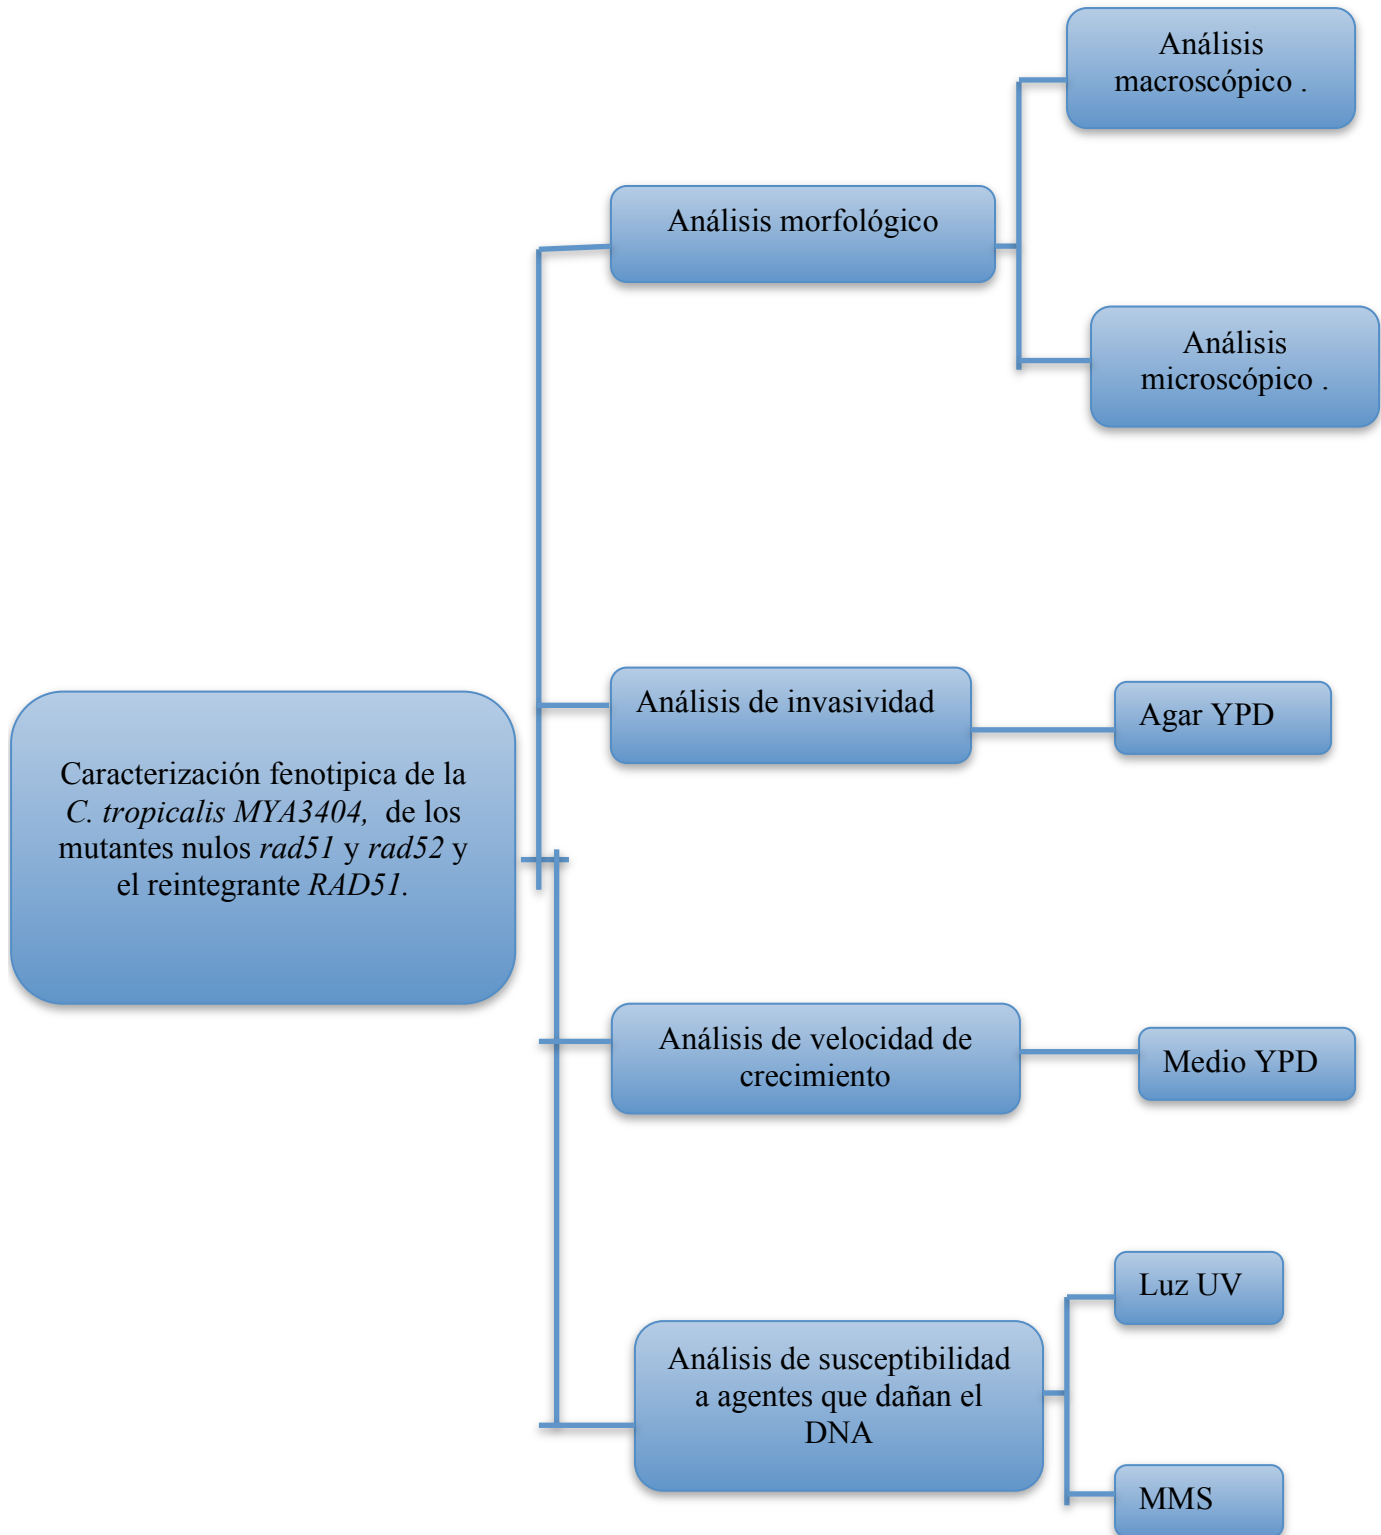 Análisis
macroscópico .
Análisis morfológico
Análisis
microscópico .
Análisis de invasividad
Agar YPD
Caracterización fenotipica de la
C. tropicalis MYA3404, de los
mutantes nulos rad51 y rad52 y
el reintegrante RAD51.
Análisis de velocidad de
crecimiento
Medio YPD
Luz UV
Análisis de susceptibilidad
a agentes que dañan el
DNA
MMS